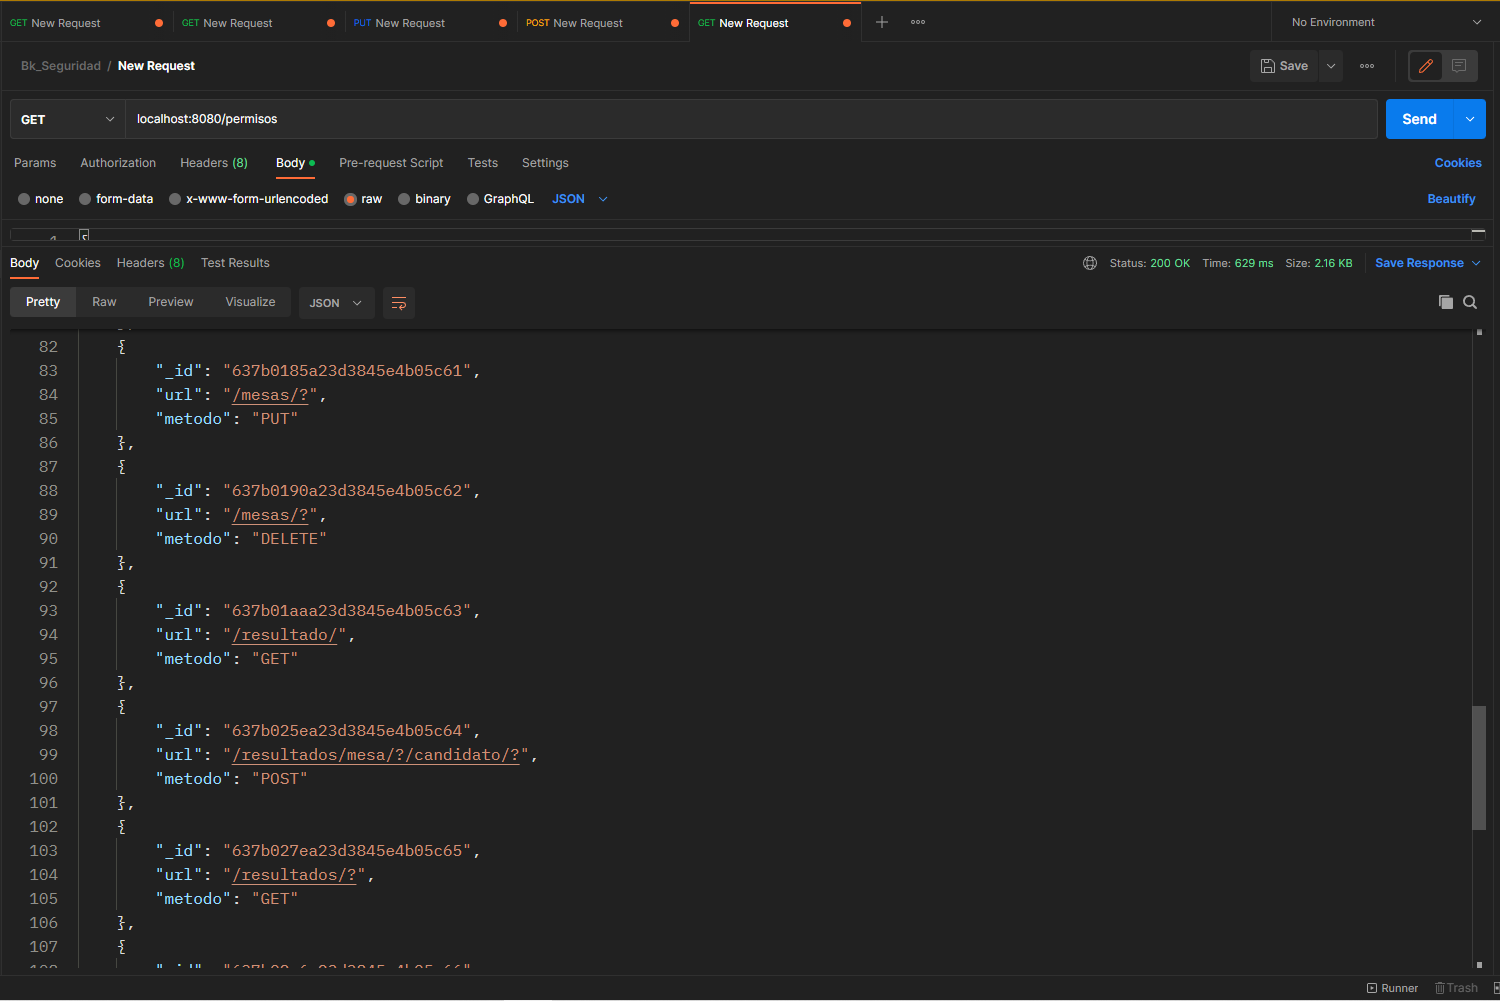 GET New Request
GET New Request
PUT New Request
POST New Request
GET New Request
No Environment
Bk_Seguridad / New Request
Save
GET
localhost:8080/permisos
Send
Params Authorization Headers (8) Body Pre-request Script Tests Settings Cookies
none form-data x-www-form-urlencoded raw binary GraphQL JSON Beautify
Body Cookies Headers (8) Test Results Status: 200 OK Time: 629 ms Size: 2.16 KB Save Response
Pretty Raw Preview Visualize JSON
82 {
83 "_id": "637b0185a23d3845e4b05c61",
84 "url": "/mesas/?",
85 "metodo": "PUT"
86 },
87 {
88 "_id": "637b0190a23d3845e4b05c62",
89 "url": "/mesas/?",
90 "metodo": "DELETE"
91 },
92 {
93 "_id": "637b01aaa23d3845e4b05c63",
94 "url": "/resultado/",
95 "metodo": "GET"
96 },
97 {
98 "_id": "637b025ea23d3845e4b05c64",
99 "url": "/resultados/mesa/?/candidato/?",
100 "metodo": "POST"
101 },
102 {
103 "_id": "637b027ea23d3845e4b05c65",
104 "url": "/resultados/?",
105 "metodo": "GET"
106 },
107 {
Runner Trash